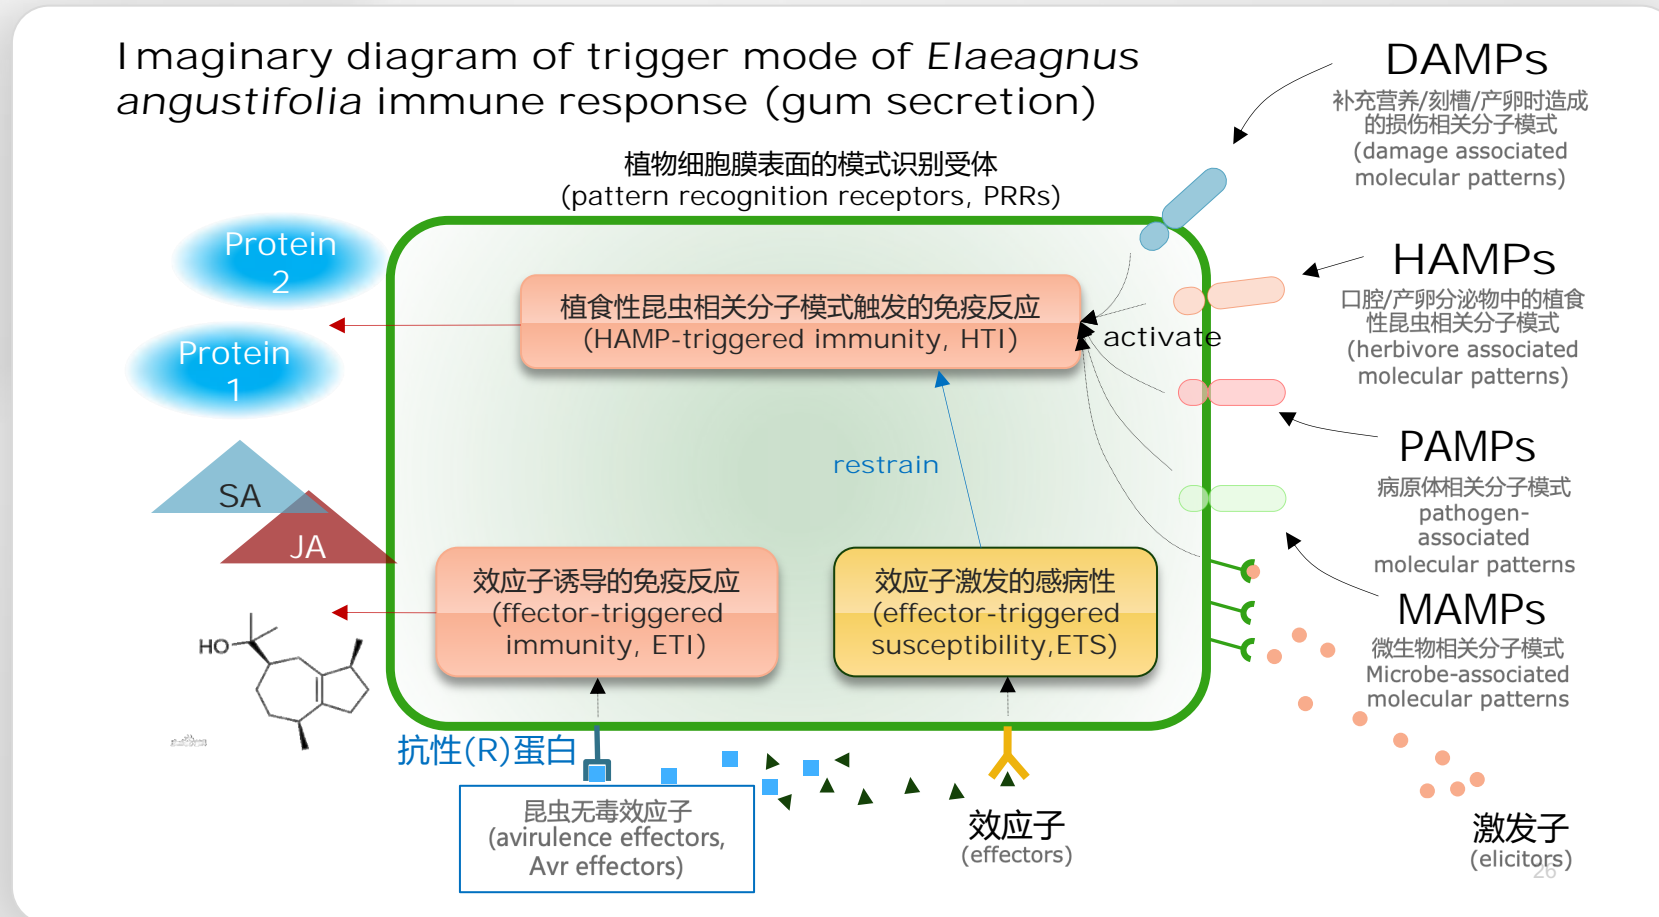 Imaginary diagram of trigger mode of Elaeagnus
angustifolia immune response (gum secretion)
植物细胞膜表面的模式识别受体
(pattern recognition receptors, PRRs)
DAMPs
补充营养/刻槽/产卵时造成
的损伤相关分子模式
(damage associated
molecular patterns)
HAMPs
口腔/产卵分泌物中的植食
性昆虫相关分子模式
(herbivore associated
molecular patterns)
PAMPs
病原体相关分子模式
pathogen-
associated
molecular patterns
MAMPs
微生物相关分子模式
Microbe-associated
molecular patterns
激发子
(elicitors)
26
Protein
2
Protein
1
SA
JA
HO
植食性昆虫相关分子模式触发的免疫反应
(HAMP-triggered immunity, HTI)
activate
restrain
效应子诱导的免疫反应
(ffector-triggered
immunity, ETI)
效应子激发的感病性
(effector-triggered
susceptibility,ETS)
抗性(R)蛋白
昆虫无毒效应子
(avirulence effectors,
Avr effectors)
效应子
(effectors)